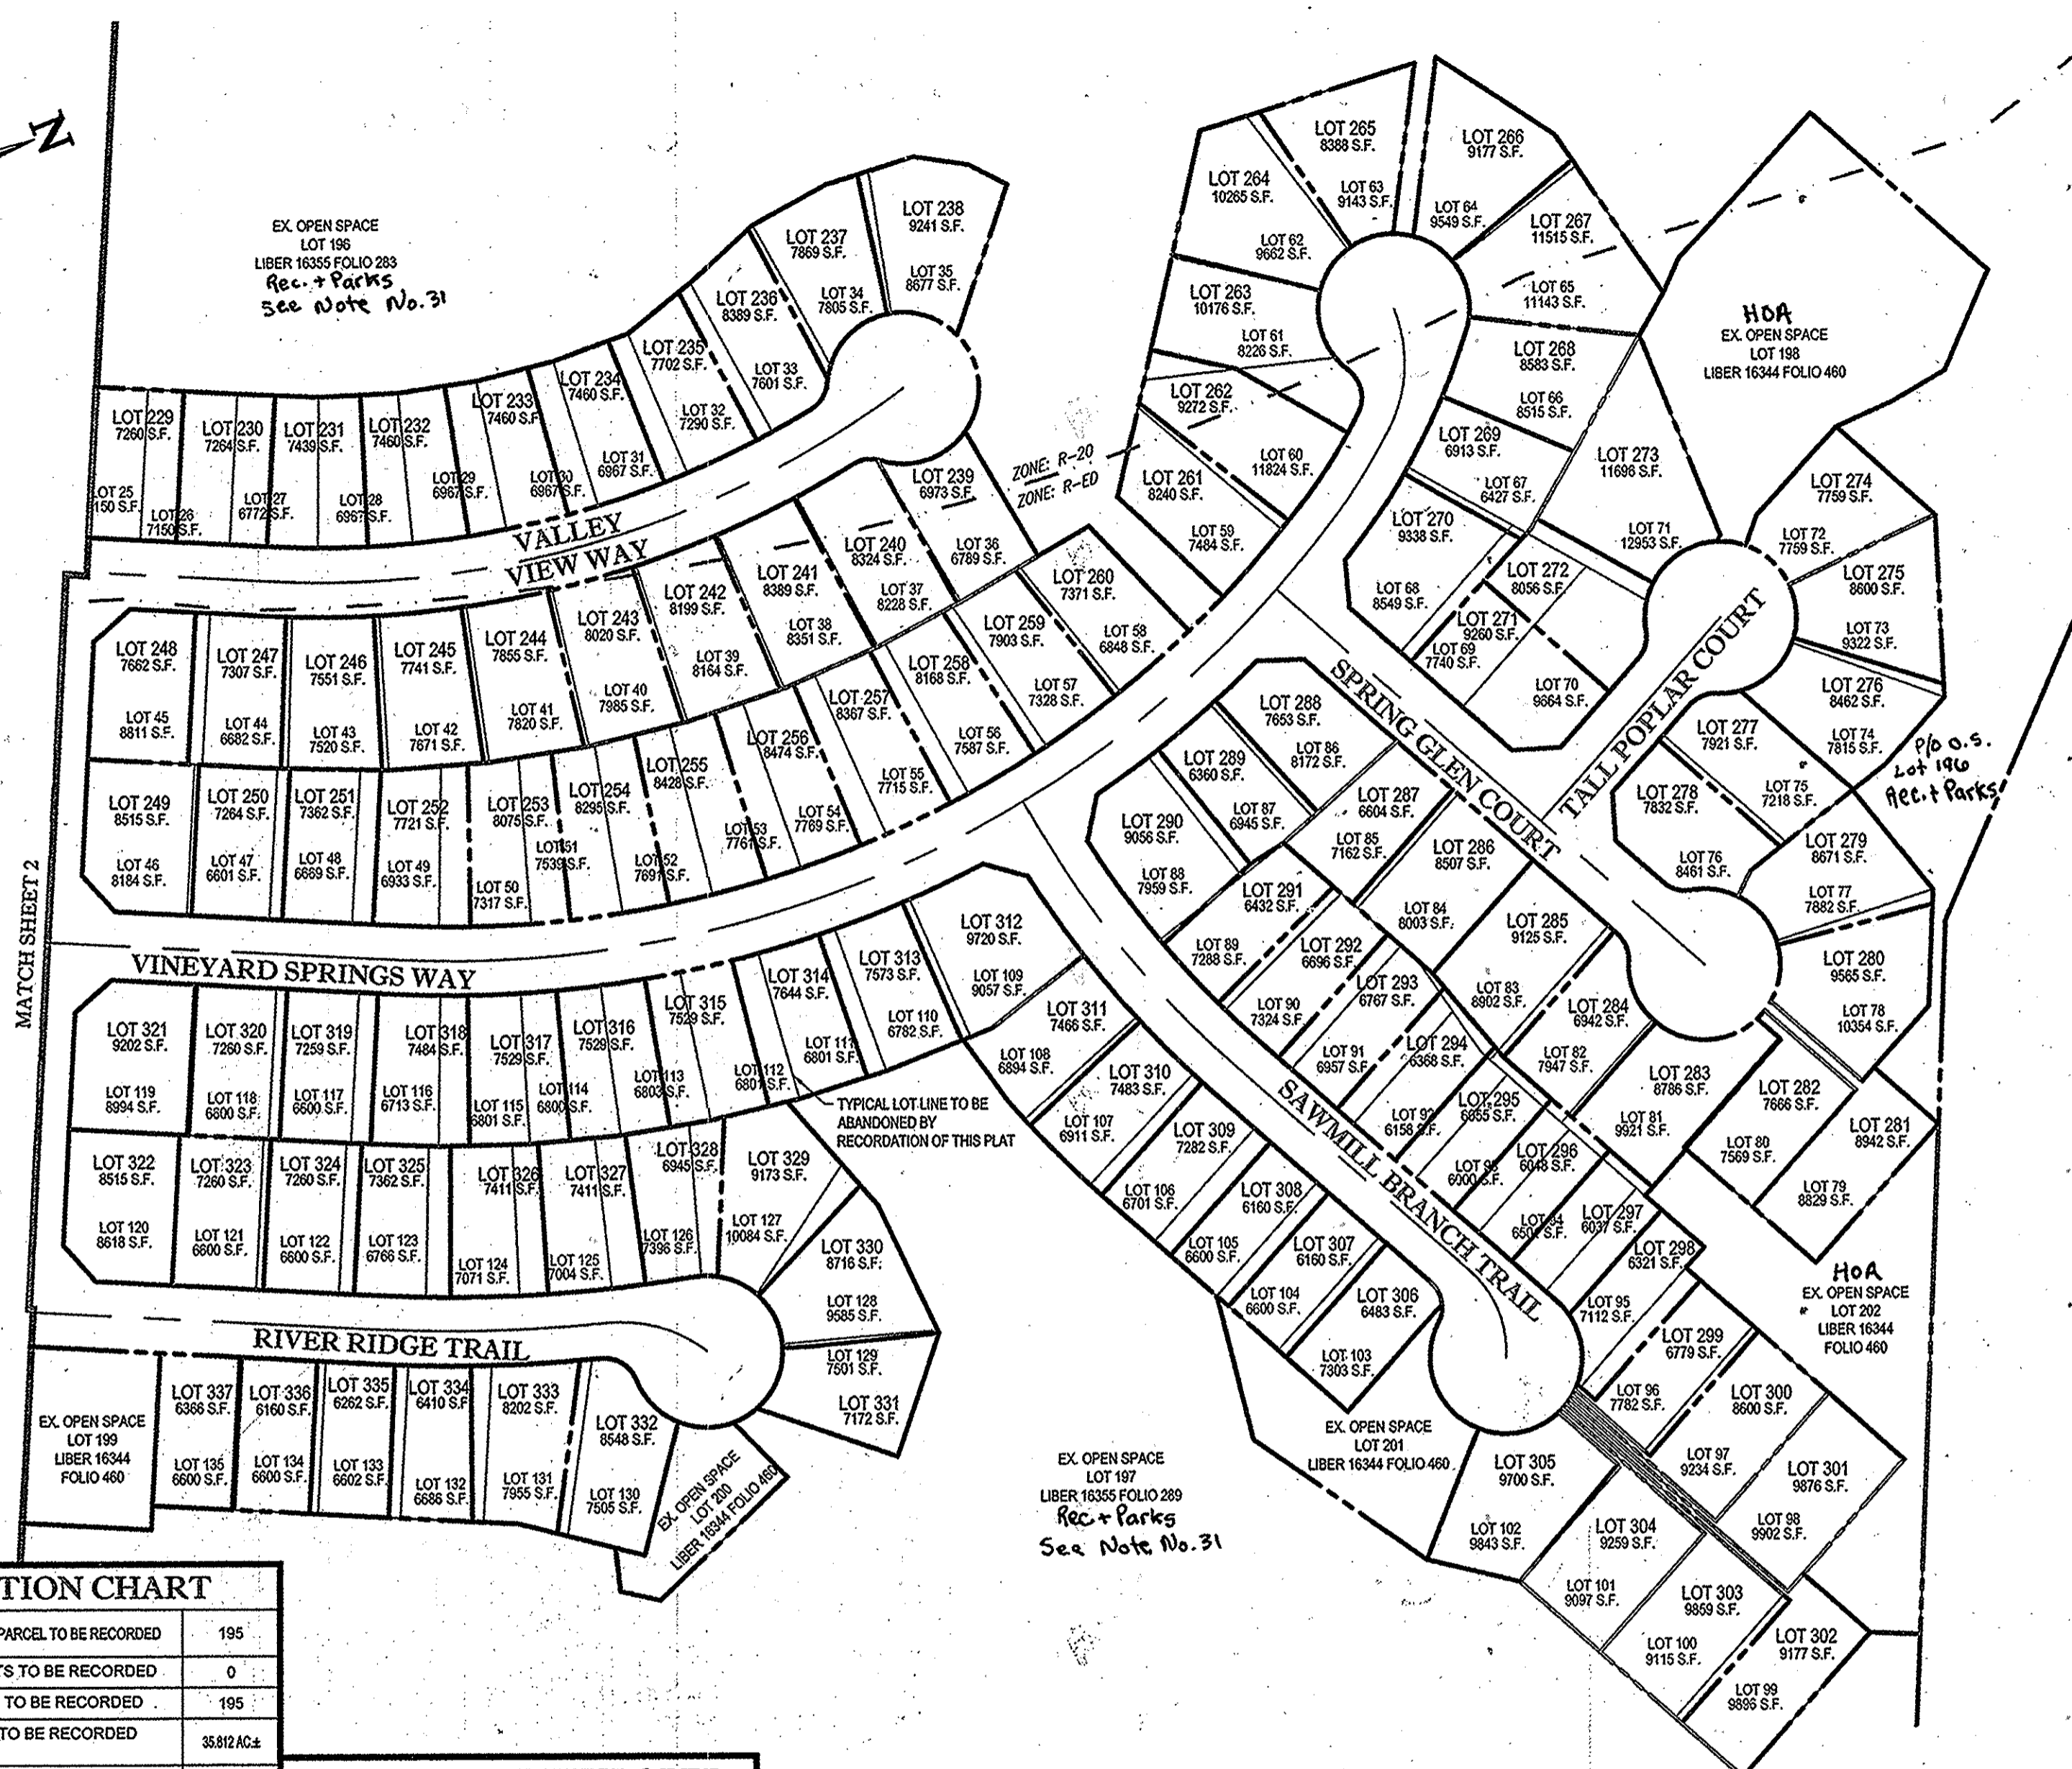 N
EX. OPEN SPACE
LOT 196
LIBER 16355 FOLIO 283
Rec. + Parks
See Note No. 31
LOT 229
7260 S.F.
LOT 230
7264 S.F.
LOT 231
7439 S.F.
LOT 232
7460 S.F.
LOT 233
7460 S.F.
LOT 234
7460 S.F.
LOT 235
7702 S.F.
LOT 236
8389 S.F.
LOT 237
7869 S.F.
LOT 238
9241 S.F.
LOT 25
150 S.F.
LOT 26
7150 S.F.
LOT 27
6772 S.F.
LOT 28
6967 S.F.
LOT 29
6967 S.F.
LOT 30
6967 S.F.
LOT 31
6967 S.F.
LOT 32
7290 S.F.
LOT 33
7601 S.F.
LOT 34
7805 S.F.
LOT 35
8677 S.F.
VALLEY
VIEW WAY
LOT 248
7662 S.F.
LOT 247
7307 S.F.
LOT 246
7551 S.F.
LOT 245
7741 S.F.
LOT 244
7855 S.F.
LOT 243
8020 S.F.
LOT 242
8199 S.F.
LOT 241
8389 S.F.
LOT 240
8324 S.F.
LOT 239
6973 S.F.
LOT 45
8811 S.F.
LOT 44
6682 S.F.
LOT 43
7520 S.F.
LOT 42
7671 S.F.
LOT 41
7820 S.F.
LOT 40
7985 S.F.
LOT 39
8164 S.F.
LOT 38
8351 S.F.
LOT 37
8228 S.F.
LOT 36
6789 S.F.
ZONE: R-20
ZONE: R-ED
LOT 249
8515 S.F.
LOT 250
7264 S.F.
LOT 251
7362 S.F.
LOT 252
7721 S.F.
LOT 253
8075 S.F.
LOT 254
8295 S.F.
LOT 255
8428 S.F.
LOT 256
8474 S.F.
LOT 257
8367 S.F.
LOT 258
8168 S.F.
LOT 259
7903 S.F.
LOT 260
7371 S.F.
LOT 46
8184 S.F.
LOT 47
6601 S.F.
LOT 48
6669 S.F.
LOT 49
6933 S.F.
LOT 50
7317 S.F.
LOT 51
7539 S.F.
LOT 52
7691 S.F.
LOT 53
7761 S.F.
LOT 54
7769 S.F.
LOT 55
7715 S.F.
LOT 56
7587 S.F.
LOT 57
7328 S.F.
LOT 58
6848 S.F.
MATCH SHEET 2
VINEYARD SPRINGS WAY
LOT 261
8240 S.F.
LOT 262
9272 S.F.
LOT 263
10176 S.F.
LOT 264
10265 S.F.
LOT 265
8388 S.F.
LOT 266
9177 S.F.
LOT 267
11515 S.F.
LOT 268
8583 S.F.
LOT 269
6913 S.F.
LOT 270
9338 S.F.
LOT 271
9260 S.F.
LOT 272
8056 S.F.
LOT 273
11696 S.F.
LOT 59
7484 S.F.
LOT 60
11824 S.F.
LOT 61
8226 S.F.
LOT 62
9662 S.F.
LOT 63
9143 S.F.
LOT 64
9549 S.F.
LOT 65
11143 S.F.
LOT 66
8515 S.F.
LOT 67
6427 S.F.
LOT 68
8549 S.F.
LOT 69
7740 S.F.
LOT 70
9664 S.F.
LOT 71
12953 S.F.
HOA
EX. OPEN SPACE
LOT 198
LIBER 16344 FOLIO 460
TALL POPLAR COURT
SPRING GLEN COURT
LOT 274
7759 S.F.
LOT 72
7759 S.F.
LOT 275
8600 S.F.
LOT 73
9322 S.F.
LOT 276
8462 S.F.
LOT 74
7815 S.F.
LOT 277
7921 S.F.
LOT 75
7218 S.F.
LOT 278
7832 S.F.
LOT 76
8461 S.F.
LOT 279
8671 S.F.
LOT 77
7882 S.F.
LOT 280
9565 S.F.
LOT 78
10354 S.F.
LOT 281
8942 S.F.
LOT 79
8829 S.F.
LOT 282
7666 S.F.
LOT 80
7569 S.F.
LOT 283
8786 S.F.
LOT 81
9921 S.F.
LOT 284
6942 S.F.
LOT 82
7947 S.F.
LOT 285
9125 S.F.
LOT 83
8902 S.F.
LOT 286
8507 S.F.
LOT 84
8003 S.F.
LOT 287
6604 S.F.
LOT 85
7162 S.F.
LOT 288
7653 S.F.
LOT 86
8172 S.F.
LOT 289
6360 S.F.
LOT 87
6945 S.F.
LOT 290
9056 S.F.
LOT 88
7959 S.F.
P/O O.S.
Lot 196
Rec. + Parks
LOT 291
6432 S.F.
LOT 89
7288 S.F.
LOT 292
6696 S.F.
LOT 90
7324 S.F.
LOT 293
6767 S.F.
LOT 91
6957 S.F.
LOT 294
6368 S.F.
LOT 92
6158 S.F.
LOT 295
6055 S.F.
LOT 93
6000 S.F.
LOT 296
6048 S.F.
LOT 94
LOT 297
6037 S.F.
LOT 298
6321 S.F.
LOT 95
7112 S.F.
LOT 299
6779 S.F.
LOT 96
7782 S.F.
LOT 300
8600 S.F.
LOT 97
9234 S.F.
LOT 301
9876 S.F.
LOT 98
9902 S.F.
LOT 302
9177 S.F.
LOT 99
9896 S.F.
LOT 303
9859 S.F.
LOT 100
9115 S.F.
LOT 304
9259 S.F.
LOT 101
9097 S.F.
LOT 305
9700 S.F.
LOT 102
9843 S.F.
SAWMILL BRANCH TRAIL
HOA
EX. OPEN SPACE
LOT 202
LIBER 16344
FOLIO 460
LOT 321
9202 S.F.
LOT 320
7260 S.F.
LOT 319
7259 S.F.
LOT 318
7484 S.F.
LOT 317
7529 S.F.
LOT 316
7529 S.F.
LOT 315
7529 S.F.
LOT 314
7644 S.F.
LOT 313
7573 S.F.
LOT 312
9720 S.F.
LOT 119
8994 S.F.
LOT 118
6800 S.F.
LOT 117
6600 S.F.
LOT 116
6713 S.F.
LOT 115
6801 S.F.
LOT 114
6800 S.F.
LOT 113
6803 S.F.
LOT 112
6801 S.F.
LOT 111
6801 S.F.
LOT 110
6782 S.F.
LOT 109
9057 S.F.
TYPICAL LOT LINE TO BE
ABANDONED BY
RECORDATION OF THIS PLAT
LOT 311
7466 S.F.
LOT 108
6894 S.F.
LOT 310
7483 S.F.
LOT 107
6911 S.F.
LOT 309
7282 S.F.
LOT 106
6701 S.F.
LOT 308
6160 S.F.
LOT 105
6600 S.F.
LOT 307
6160 S.F.
LOT 104
6600 S.F.
LOT 306
6483 S.F.
LOT 103
7303 S.F.
EX. OPEN SPACE
LOT 201
LIBER 16344 FOLIO 460
LOT 322
8515 S.F.
LOT 323
7260 S.F.
LOT 324
7260 S.F.
LOT 325
7362 S.F.
LOT 326
7411 S.F.
LOT 327
7411 S.F.
LOT 328
6945 S.F.
LOT 329
9173 S.F.
LOT 120
8618 S.F.
LOT 121
6600 S.F.
LOT 122
6600 S.F.
LOT 123
6766 S.F.
LOT 124
7071 S.F.
LOT 125
7004 S.F.
LOT 126
7396 S.F.
LOT 127
10084 S.F.
LOT 330
8716 S.F.
LOT 128
9585 S.F.
LOT 129
7501 S.F.
LOT 331
7172 S.F.
RIVER RIDGE TRAIL
EX. OPEN SPACE
LOT 199
LIBER 16344
FOLIO 460
LOT 337
6366 S.F.
LOT 336
6160 S.F.
LOT 335
6262 S.F.
LOT 334
6410 S.F.
LOT 333
8202 S.F.
LOT 332
8548 S.F.
LOT 135
6600 S.F.
LOT 134
6600 S.F.
LOT 133
6602 S.F.
LOT 132
6686 S.F.
LOT 131
7955 S.F.
LOT 130
7505 S.F.
EX. OPEN SPACE
LOT 200
LIBER 16344 FOLIO 460
EX. OPEN SPACE
LOT 197
LIBER 16355 FOLIO 289
Rec. + Parks
See Note No. 31
TION CHART
PARCEL TO BE RECORDED 195
TS TO BE RECORDED 0
TO BE RECORDED 195
TO BE RECORDED 35.812 AC.±